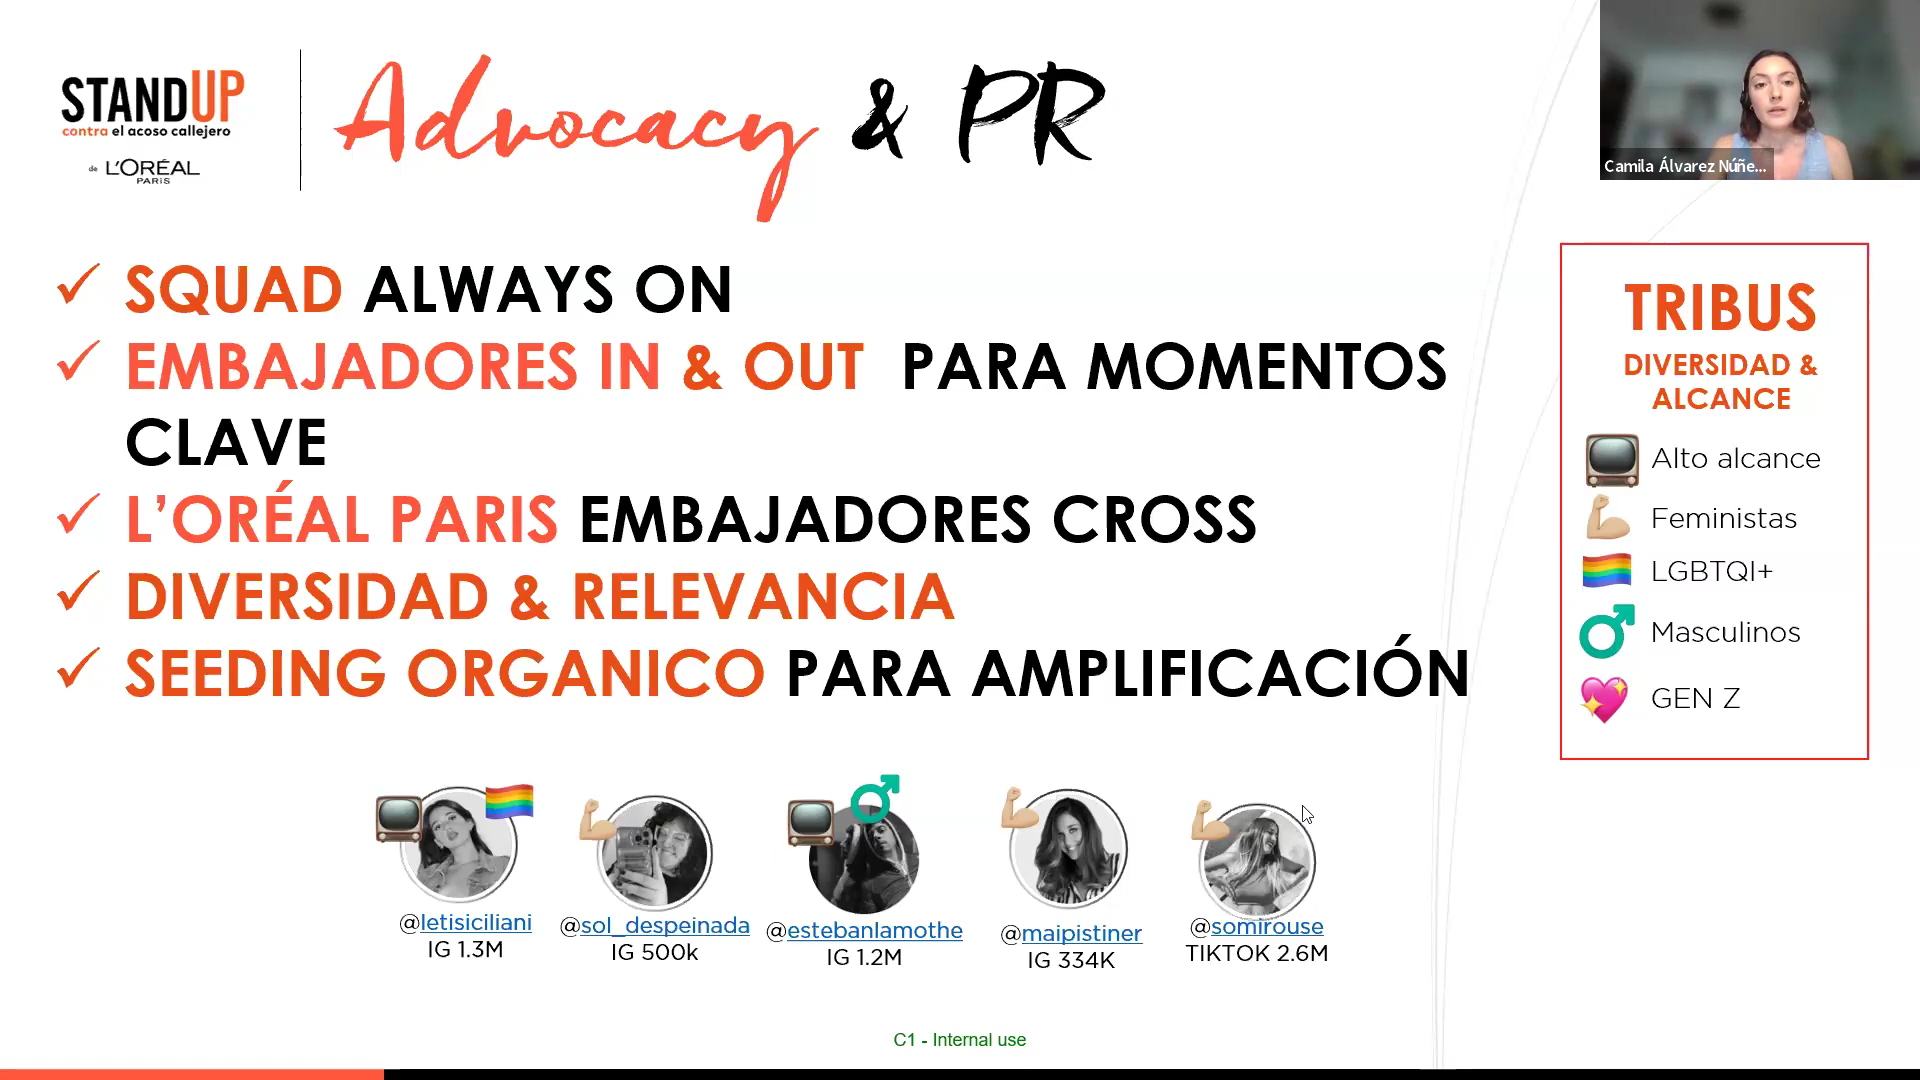 STANDUP
contra el acoso callejero
de L'ORÉAL
PARIS
Advocacy & PR
Camila Álvarez Núñe...
✓ SQUAD ALWAYS ON
✓ EMBAJADORES IN & OUT PARA MOMENTOS
CLAVE
✓ L'ORÉAL PARIS EMBAJADORES CROSS
✓ DIVERSIDAD & RELEVANCIA
✓ SEEDING ORGANICO PARA AMPLIFICACIÓN
TRIBUS
DIVERSIDAD &
ALCANCE
Alto alcance
Feministas
LGBTQI+
Masculinos
GEN Z
@letisiciliani
IG 1.3M
@sol_despeinada
IG 500k
@estebanlamothe
IG 1.2M
@maipistiner
IG 334K
@somirouse
TIKTOK 2.6M
C1 - Internal use